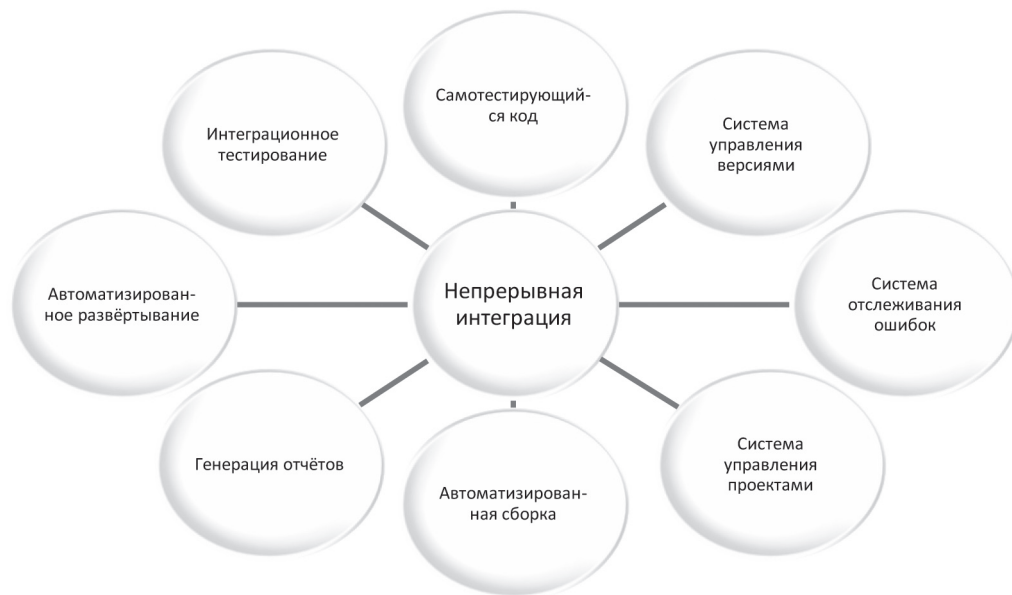 Самотестирующий-
ся код
Интеграционное
тестирование
Система
управления
версиями
Автоматизирован-
ное развёртывание
Непрерывная
интеграция
Система
отслеживания
ошибок
Генерация отчётов
Автоматизирован-
ная сборка
Система
управления
проектами